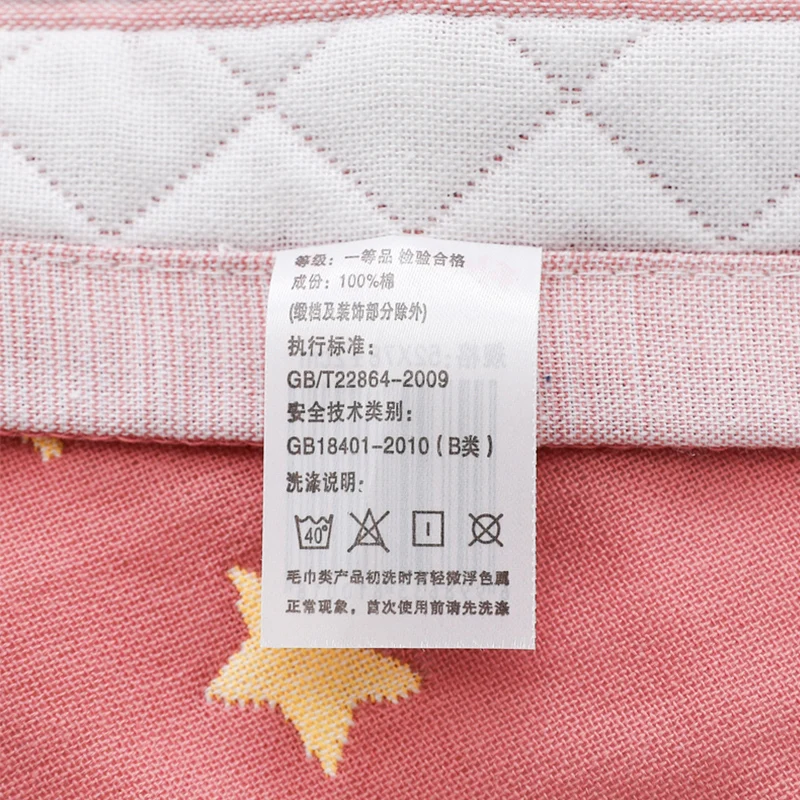 等级：一等品 检验合格
成份：100%棉
(缎档及装饰部分除外)
执行标准：
GB/T22864-2009
安全技术类别：
GB18401-2010（B类）
洗涤说明：
40°
毛巾类产品初洗时有轻微浮色属
正常现象，首次使用前请先洗涤